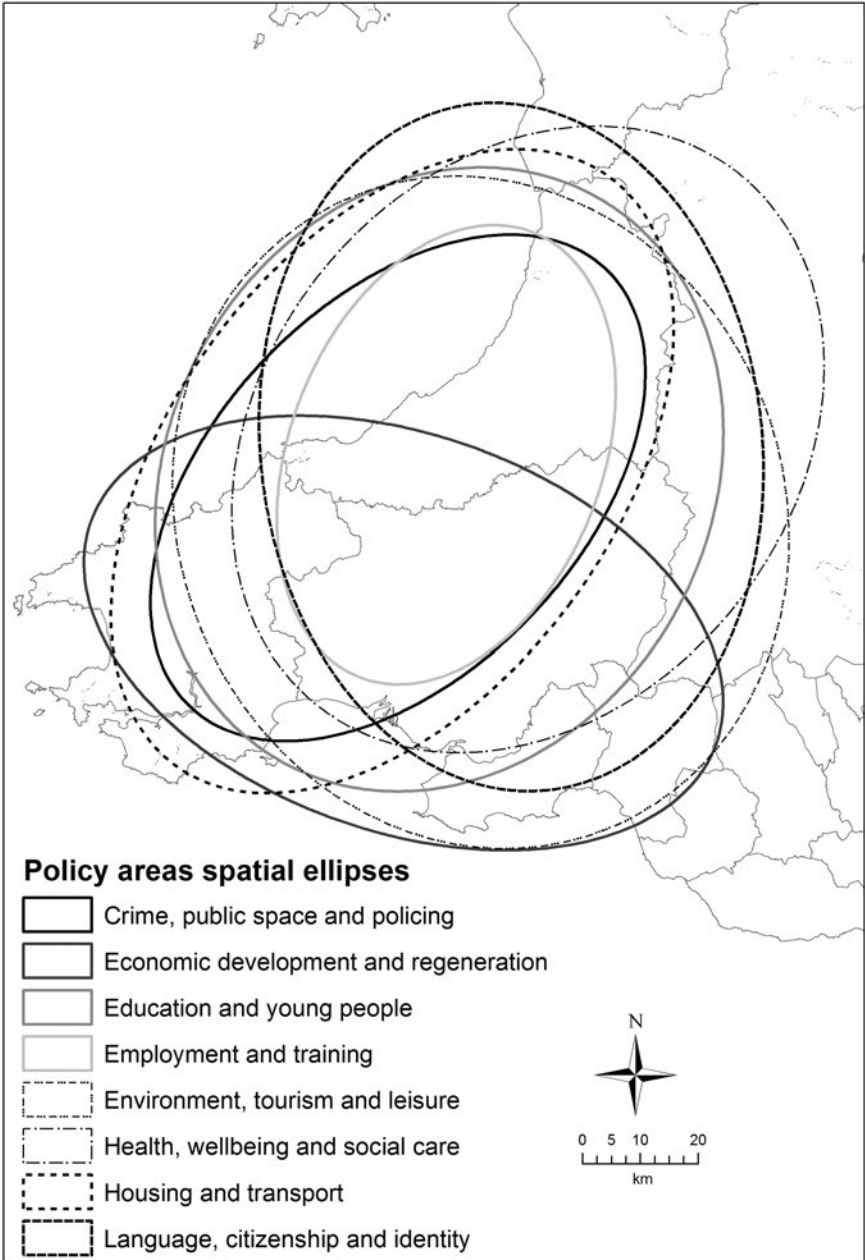 Policy areas spatial ellipses
Crime, public space and policing
Economic development and regeneration
Education and young people
Employment and training
Environment, tourism and leisure
Health, wellbeing and social care
Housing and transport
Language, citizenship and identity
N
0 5 10 20
km